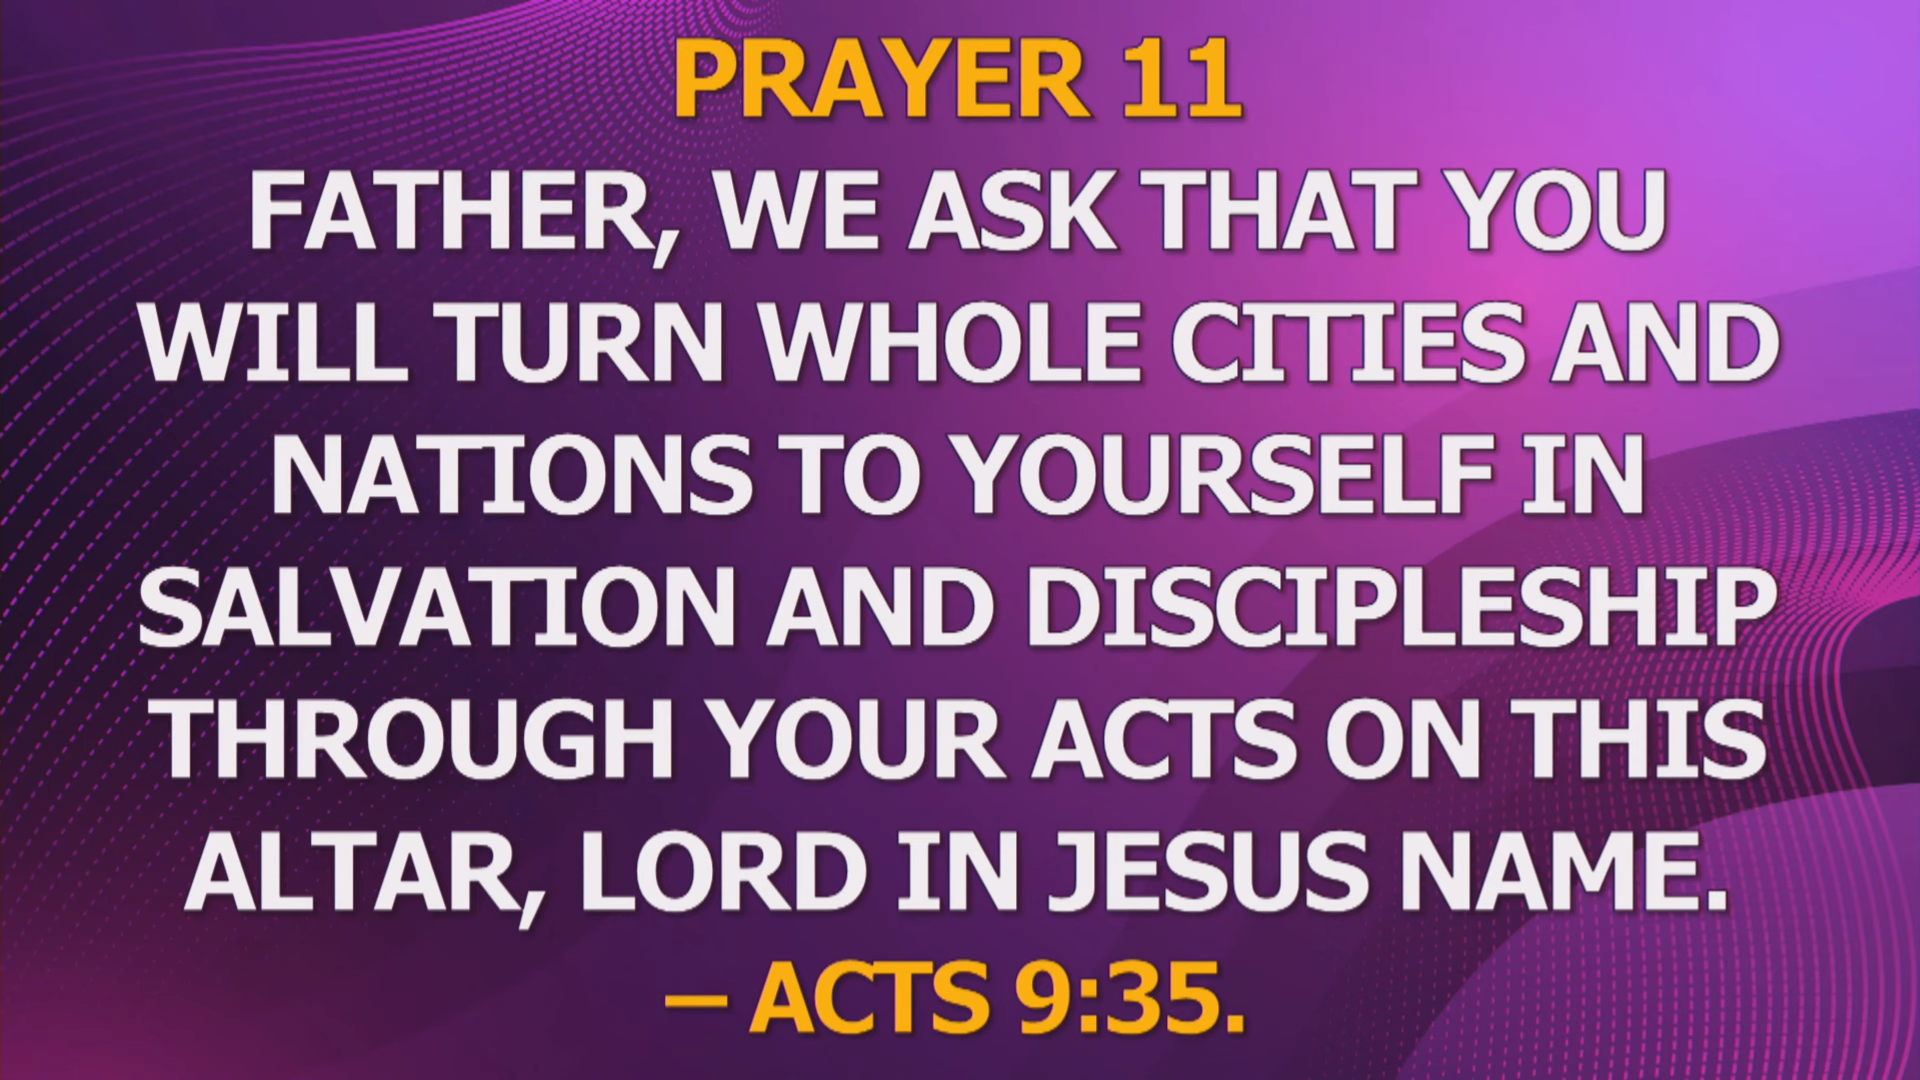 PRAYER 11
FATHER, WE ASK THAT YOU
WILL TURN WHOLE CITIES AND
NATIONS TO YOURSELF IN
SALVATION AND DISCIPLESHIP
THROUGH YOUR ACTS ON THIS
ALTAR, LORD IN JESUS NAME.
– ACTS 9:35.